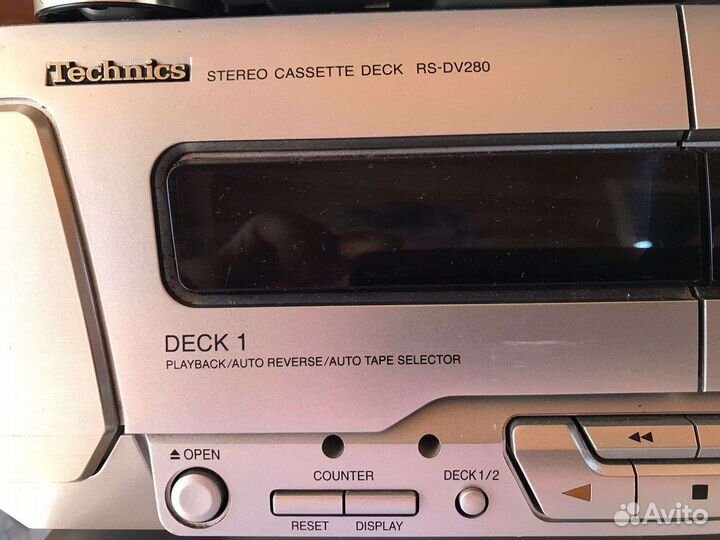 Technics STEREO CASSETTE DECK RS-DV280
DECK 1
PLAYBACK/AUTO REVERSE/AUTO TAPE SELECTOR
OPEN
COUNTER
DECK 1/2
RESET DISPLAY
Avito